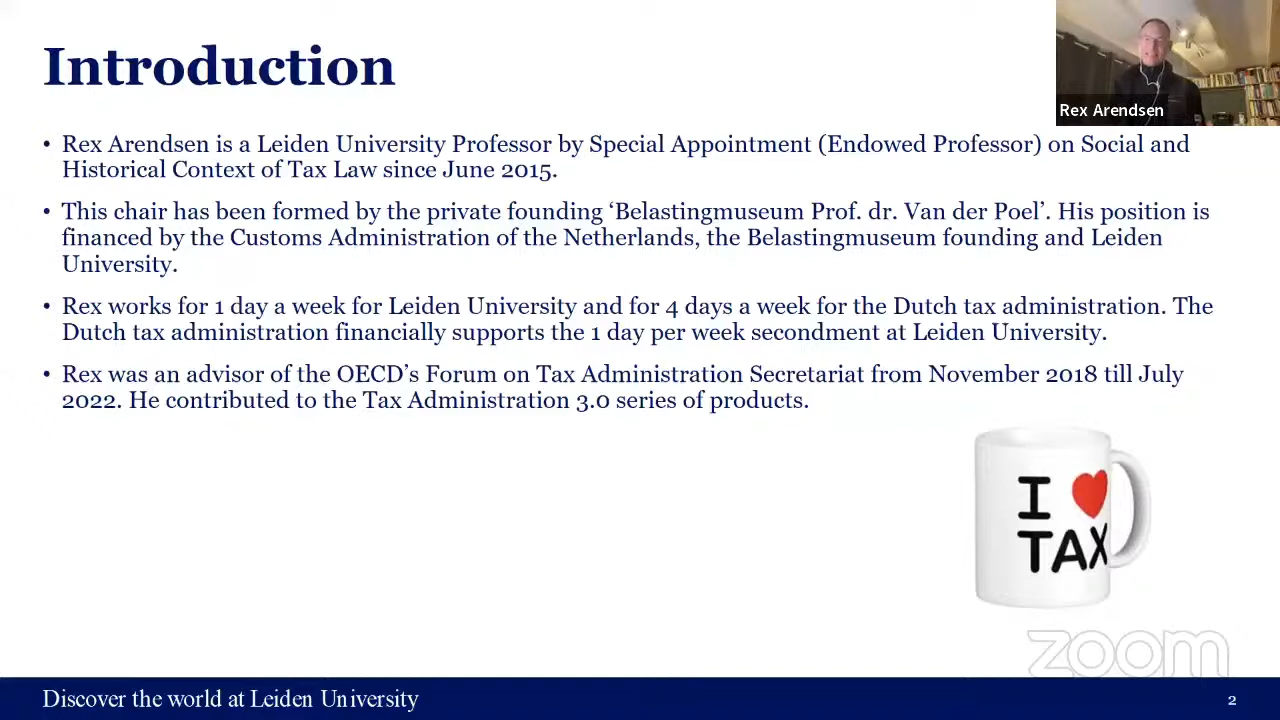 Introduction
Rex Arendsen
• Rex Arendsen is a Leiden University Professor by Special Appointment (Endowed Professor) on Social and
Historical Context of Tax Law since June 2015.
• This chair has been formed by the private founding ‘Belastingmuseum Prof. dr. Van der Poel’. His position is
financed by the Customs Administration of the Netherlands, the Belastingmuseum founding and Leiden
University.
• Rex works for 1 day a week for Leiden University and for 4 days a week for the Dutch tax administration. The
Dutch tax administration financially supports the 1 day per week secondment at Leiden University.
• Rex was an advisor of the OECD’s Forum on Tax Administration Secretariat from November 2018 till July
2022. He contributed to the Tax Administration 3.0 series of products.
I
TAX
zoom
Discover the world at Leiden University
2